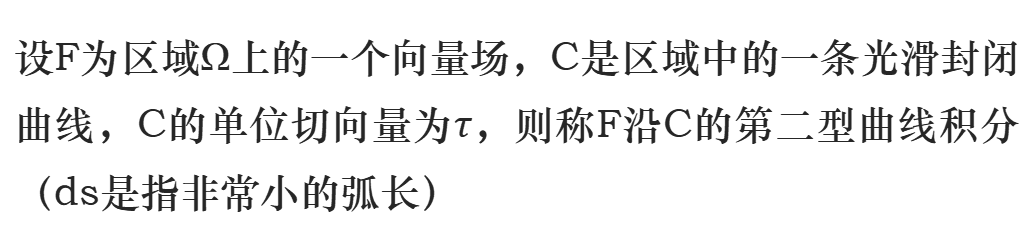 设F为区域Ω上的一个向量场，C是区域中的一条光滑封闭
曲线，C的单位切向量为τ，则称F沿C的第二型曲线积分
（ds是指非常小的弧长）